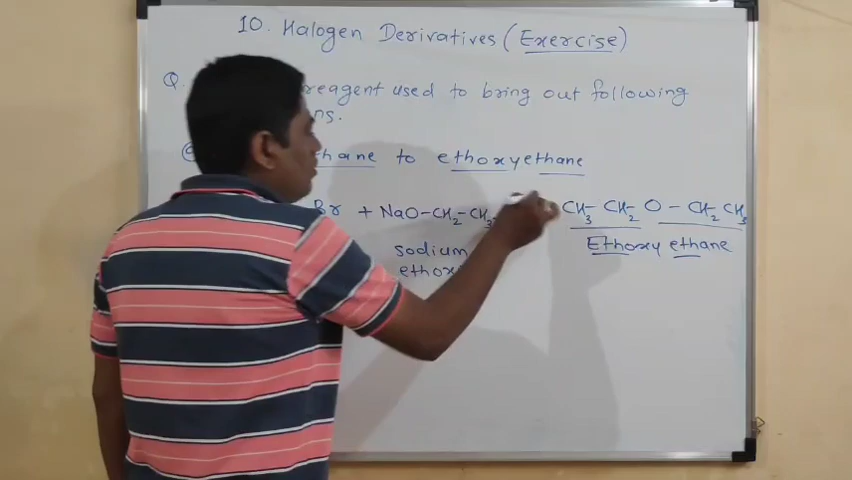 10. Halogen Derivatives (Exercise)
Q. reagent used to bring out following
ns.
thane to ethoxyethane
Br + NaO-CH2-CH3 CH3-CH2 O-CH2 CH3
sodium Ethoxy ethane
ethox